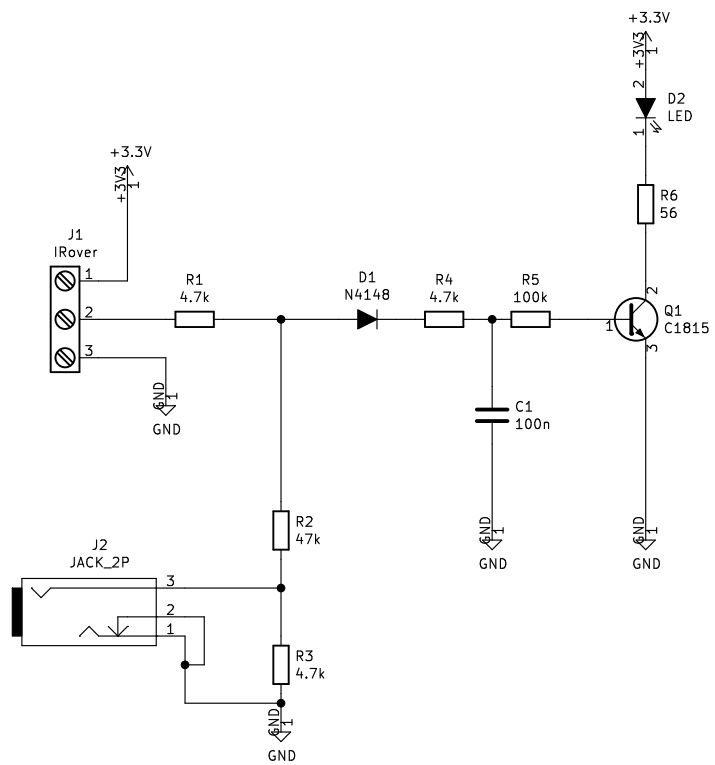 +3.3V
+3V3
1
2
D2
LED
1
R6
56
+3.3V
+3V3
1
J1
IRover
1
2
3
R1
4.7k
D1
N4148
R4
4.7k
R5
100k
2
Q1
C1815
1
3
GND
1
GND
C1
100n
GND
1
GND
GND
1
GND
R2
47k
J2
JACK_2P
3
2
1
R3
4.7k
GND
1
GND